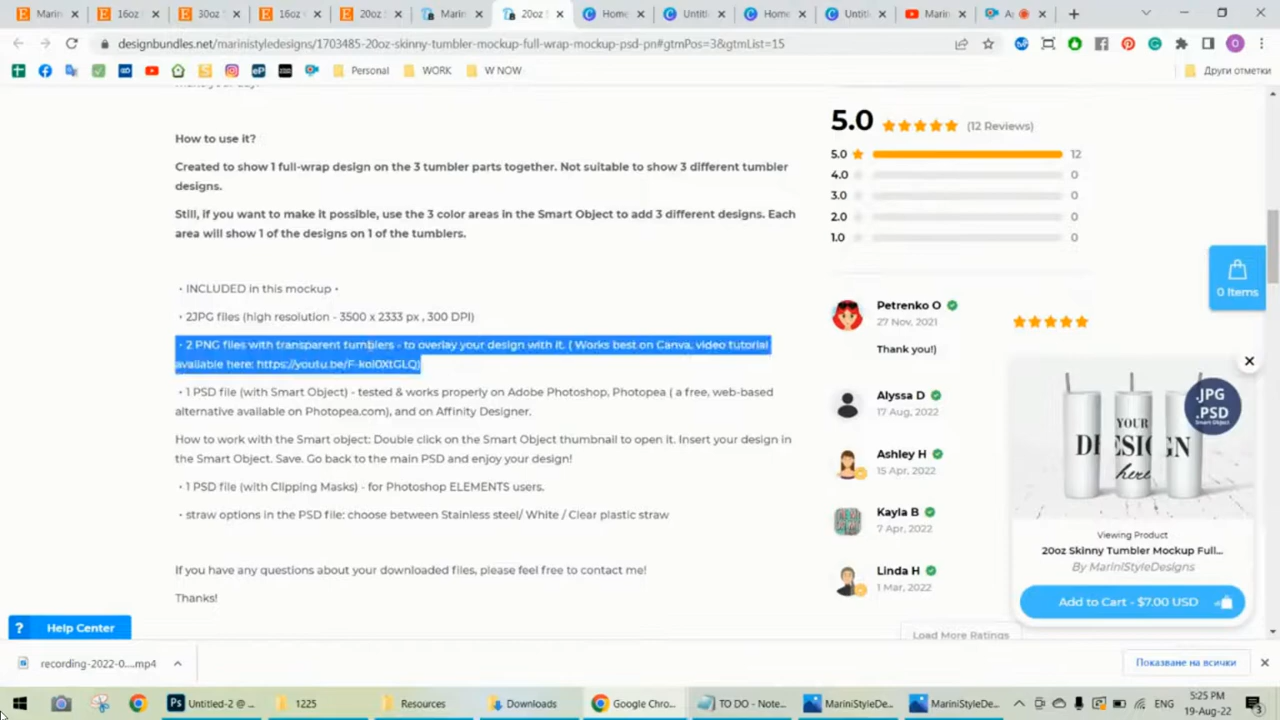 Marini
16oz
30oz
16oz
20oz
Marin
20oz S
Home
Untitl
Home
Untitl
Marin
designbundles.net/marinistyledesigns/1703485-20oz-skinny-tumbler-mockup-full-wrap-mockup-psd-pn#gtmPos=3&gtmList=15
Personal
WORK
W NOW
Други отметки
make your day.
How to use it?
Created to show 1 full-wrap design on the 3 tumbler parts together. Not suitable to show 3 different tumbler
designs.
Still, if you want to make it possible, use the 3 color areas in the Smart Object to add 3 different designs. Each
area will show 1 of the designs on 1 of the tumblers.
• INCLUDED in this mockup •
• 2JPG files (high resolution - 3500 x 2333 px , 300 DPI)
• 2 PNG files with transparent tumblers - to overlay your design with it. ( Works best on Canva, video tutorial
available here: https://youtu.be/F-koi0XtGLQ)
• 1 PSD file (with Smart Object) - tested & works properly on Adobe Photoshop, Photopea ( a free, web-based
alternative available on Photopea.com), and on Affinity Designer.
How to work with the Smart object: Double click on the Smart Object thumbnail to open it. Insert your design in
the Smart Object. Save. Go back to the main PSD and enjoy your design!
• 1 PSD file (with Clipping Masks) - for Photoshop ELEMENTS users.
• straw options in the PSD file: choose between Stainless steel/ White / Clear plastic straw
If you have any questions about your downloaded files, please feel free to contact me!
Thanks!
5.0 (12 Reviews)
5.0 12
4.0 0
3.0 0
2.0 0
1.0 0
0 Items
Petrenko O
27 Nov, 2021
Thank you!)
Alyssa D
17 Aug, 2022
Ashley H
15 Apr, 2022
Kayla B
7 Apr, 2022
Linda H
1 Mar, 2022
Load More Ratings
.JPG
.PSD
Smart Object
YOUR
DESIGN
here
Viewing Product
20oz Skinny Tumbler Mockup Full...
By MariniStyleDesigns
Add to Cart - $7.00 USD
? Help Center
recording-2022-0....mp4
Показване на всички
Untitled-2 @ ...
1225
Resources
Downloads
Google Chro...
TO DO - Note...
MariniStyleDe...
MariniStyleDe...
ENG
5:25 PM
19-Aug-22
3